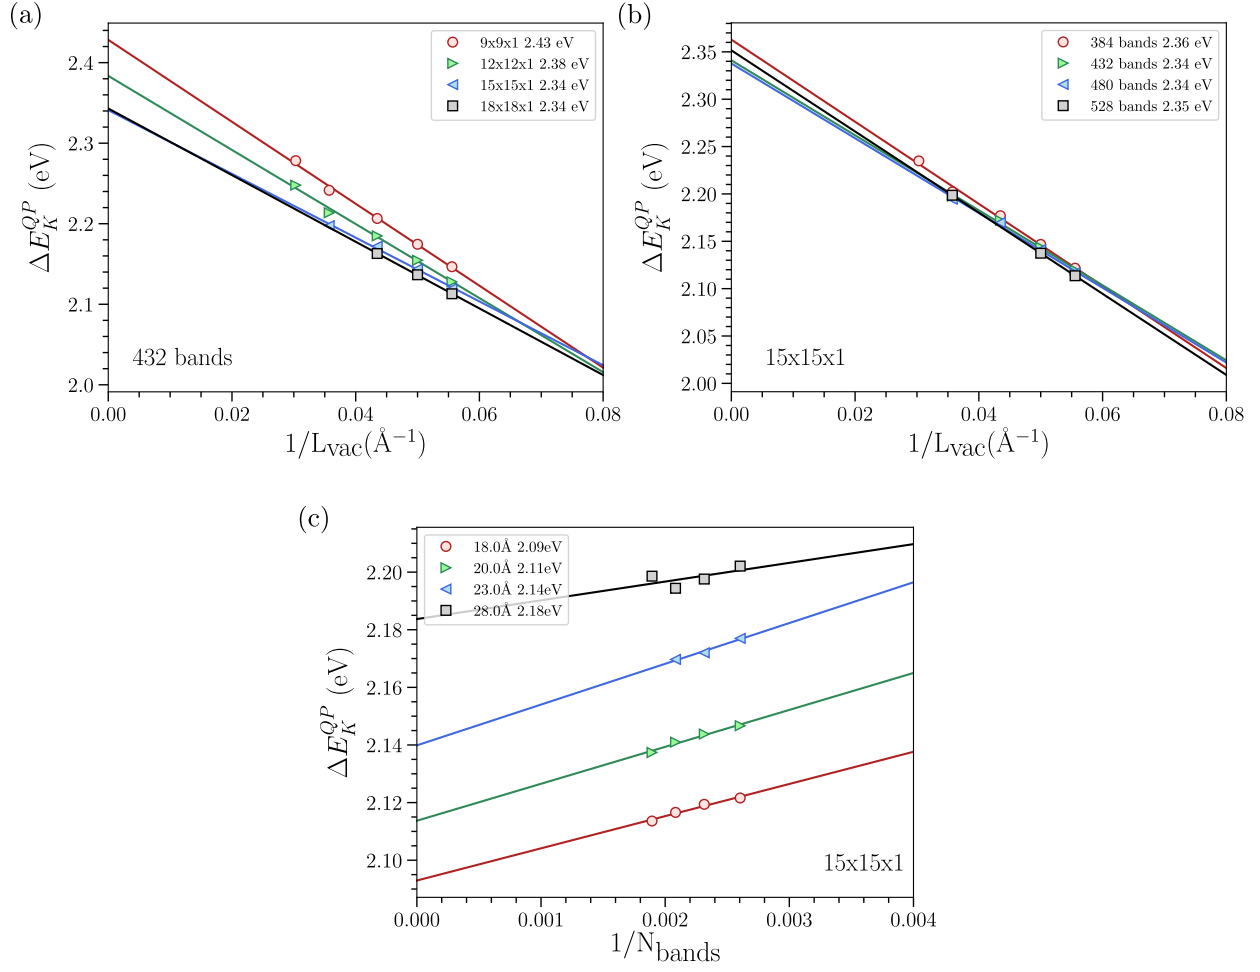 (a)
2.4
2.3
2.2
2.1
2.0
ΔE_K^{QP} (eV)
9x9x1 2.43 eV
12x12x1 2.38 eV
15x15x1 2.34 eV
18x18x1 2.34 eV
432 bands
0.00 0.02 0.04 0.06 0.08
1/L_{vac}(Å⁻¹)
(b)
2.35
2.30
2.25
2.20
2.15
2.10
2.05
2.00
ΔE_K^{QP} (eV)
384 bands 2.36 eV
432 bands 2.34 eV
480 bands 2.34 eV
528 bands 2.35 eV
15x15x1
0.00 0.02 0.04 0.06 0.08
1/L_{vac}(Å⁻¹)
(c)
2.20
2.18
2.16
2.14
2.12
2.10
ΔE_K^{QP} (eV)
18.0Å 2.09eV
20.0Å 2.11eV
23.0Å 2.14eV
28.0Å 2.18eV
15x15x1
0.000 0.001 0.002 0.003 0.004
1/N_{bands}